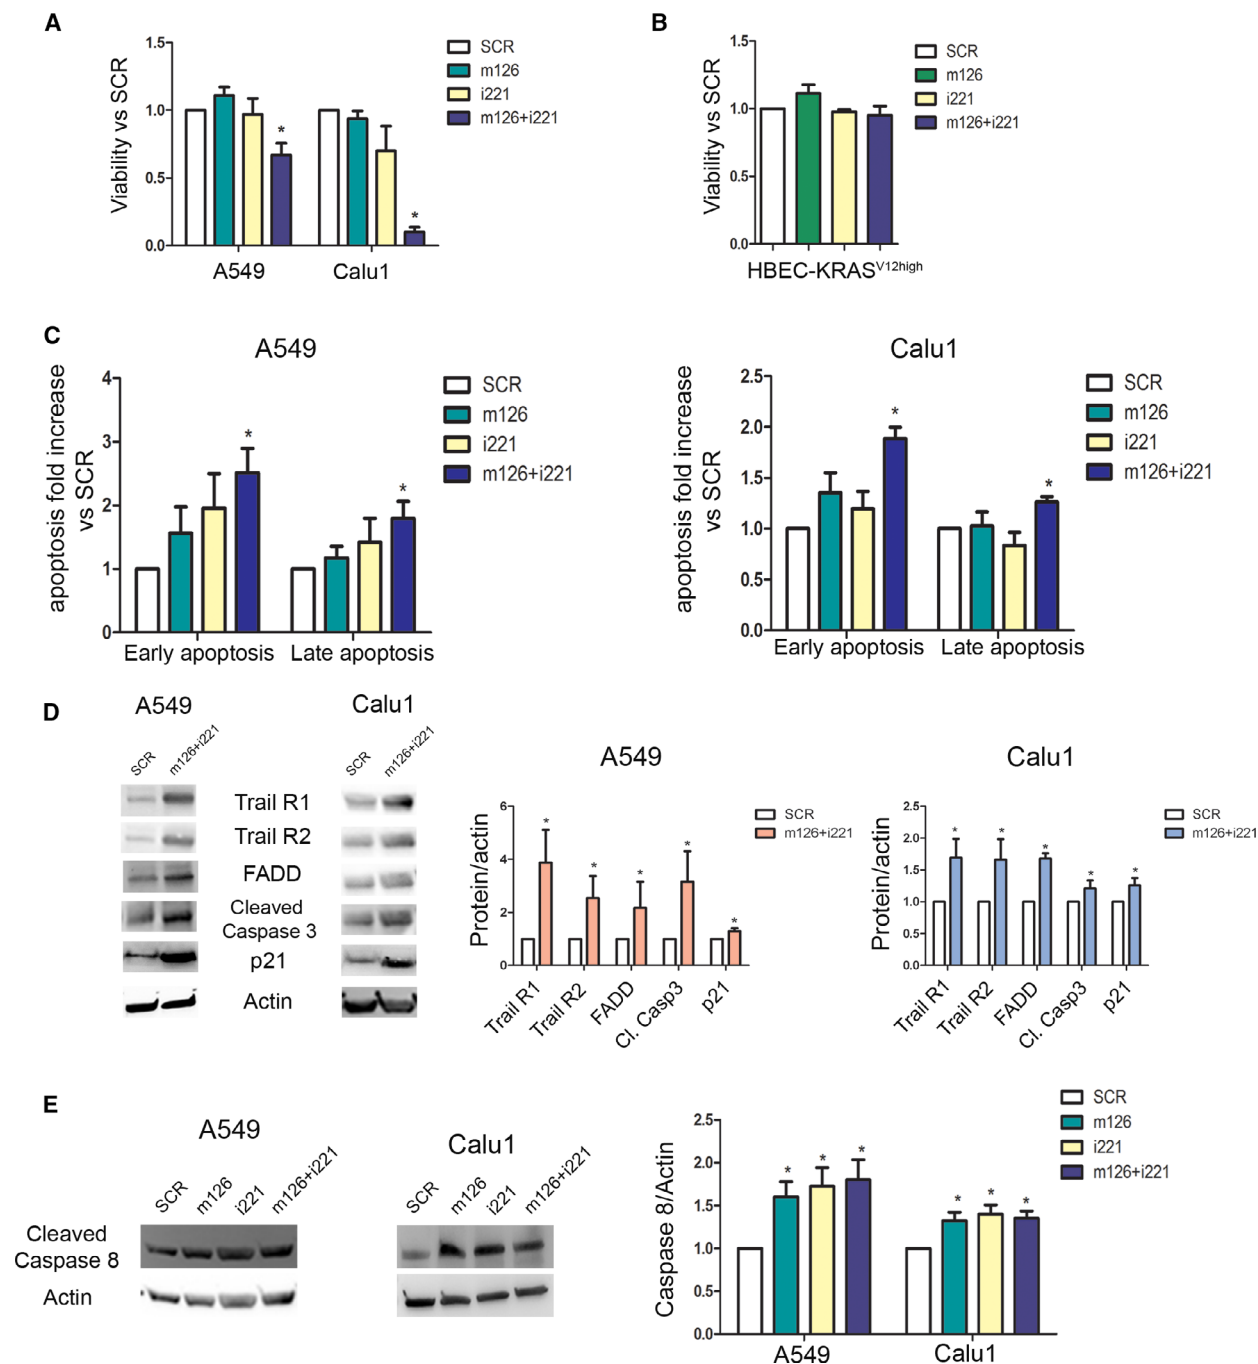 A
Viability vs SCR
1.5
1.0
0.5
0.0
*
*
A549
Calu1
SCR
m126
i221
m126+i221
B
Viability vs SCR
1.5
1.0
0.5
0.0
HBEC-KRASV12high
SCR
m126
i221
m126+i221
C
A549
apoptosis fold increase
vs SCR
4
3
2
1
0
*
*
Early apoptosis
Late apoptosis
SCR
m126
i221
m126+i221
Calu1
apoptosis fold increase
vs SCR
2.5
2.0
1.5
1.0
0.5
0.0
*
*
Early apoptosis
Late apoptosis
SCR
m126
i221
m126+i221
D
A549
SCR
m126+i221
Calu1
SCR
m126+i221
Trail R1
Trail R2
FADD
Cleaved
Caspase 3
p21
Actin
A549
Protein/actin
6
4
2
0
* * * * *
Trail R1
Trail R2
FADD
Cl. Casp3
p21
SCR
m126+i221
Calu1
Protein/actin
2.5
2.0
1.5
1.0
0.5
0.0
* * * * *
Trail R1
Trail R2
FADD
Cl. Casp3
p21
SCR
m126+i221
E
A549
SCR
m126
i221
m126+i221
Calu1
SCR
m126
i221
m126+i221
Cleaved
Caspase 8
Actin
Caspase 8/Actin
2.5
2.0
1.5
1.0
0.5
0.0
* * *
* * *
A549
Calu1
SCR
m126
i221
m126+i221